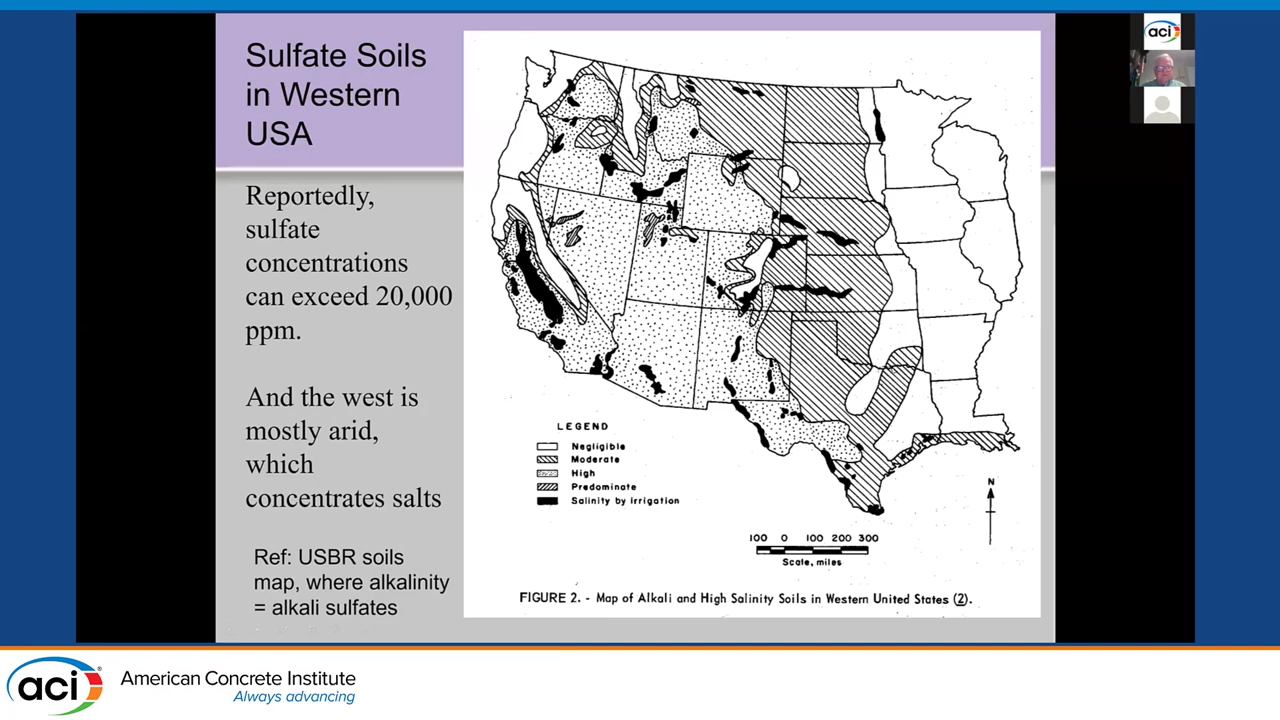 Sulfate Soils
in Western
USA
Reportedly,
sulfate
concentrations
can exceed 20,000
ppm.
And the west is
mostly arid,
which
concentrates salts
Ref: USBR soils
map, where alkalinity
= alkali sulfates
LEGEND
Negligible
Moderate
High
Predominate
Salinity by irrigation
N
100 0 100 200 300
Scale, miles
FIGURE 2. - Map of Alkali and High Salinity Soils in Western United States (2).
aci
aci
American Concrete Institute
Always advancing